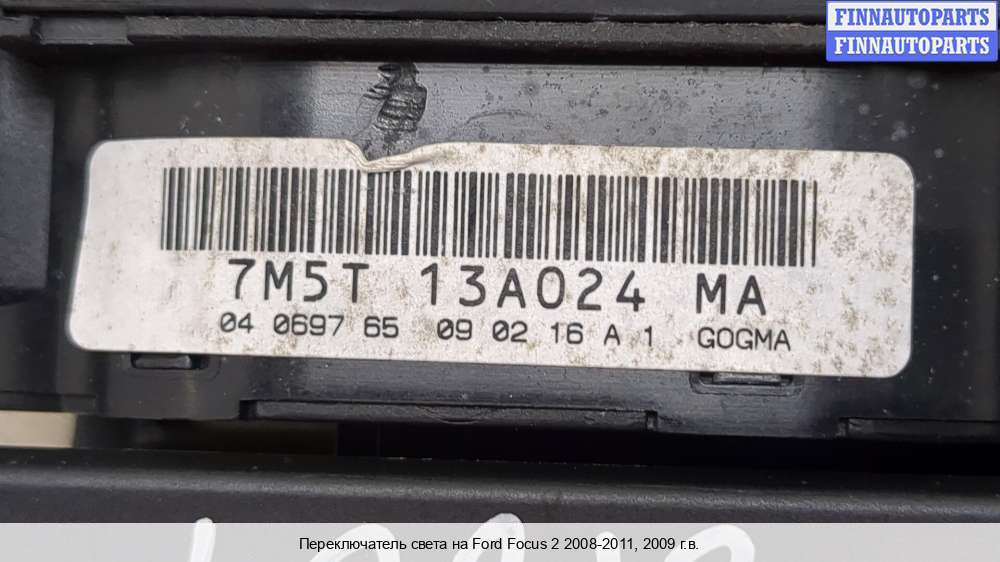 FINNAUTOPARTS
FINNAUTOPARTS
7M5T 13A024 MA
04 0697 65 09 02 16 A 1 GOGMA
Переключатель света на Ford Focus 2 2008-2011, 2009 г.в.